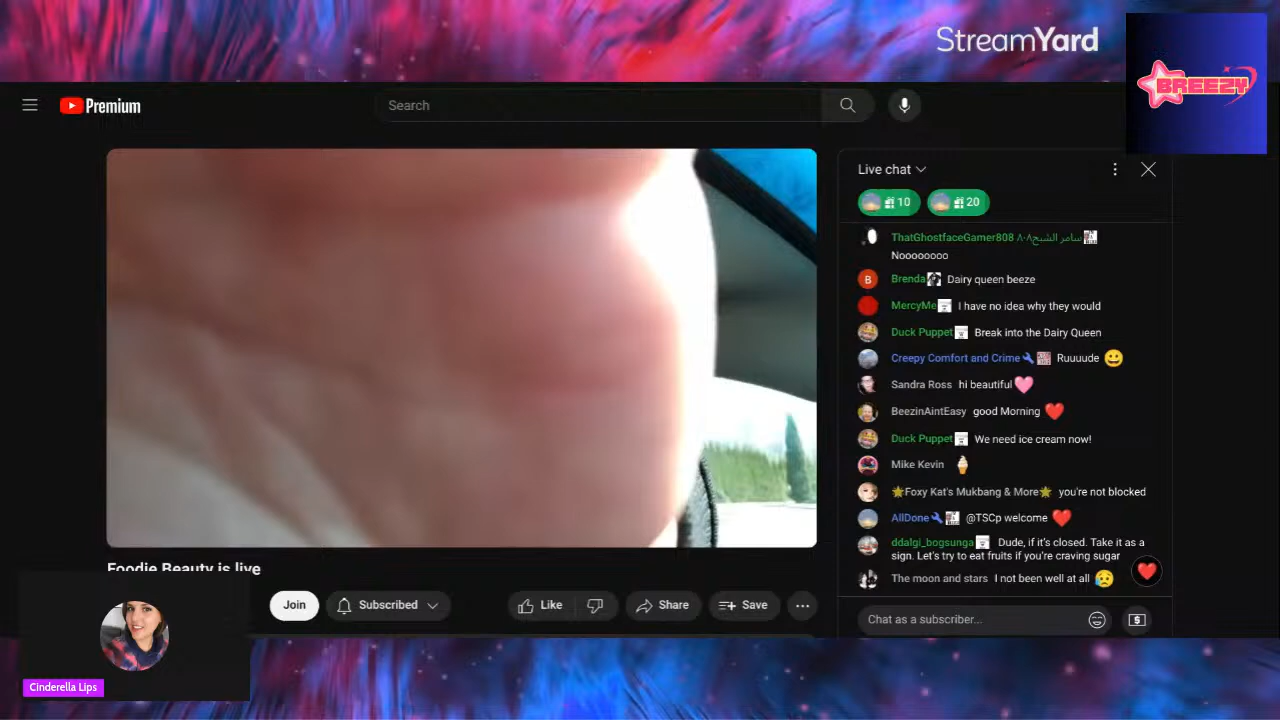 StreamYard
BREEZY
Premium
Search
Live chat
10
20
ThatGhostfaceGamer808 سامر الشبح٨٠٨
Noooooooo
B
Brenda Dairy queen beeze
MercyMe I have no idea why they would
Duck Puppet Break into the Dairy Queen
Creepy Comfort and Crime Ruuuude 😀
Sandra Ross hi beautiful🩷
BeezinAintEasy good Morning ❤️
Duck Puppet We need ice cream now!
Mike Kevin 🍦
🌟Foxy Kat's Mukbang & More🌟 you're not blocked
AllDone @TSCp welcome ❤️
ddalgi_bogsunga Dude, if it's closed. Take it as a
sign. Let's try to eat fruits if you're craving sugar
The moon and stars I not been well at all 😥
Chat as a subscriber...
Foodie Beauty is live
Join
Subscribed
Like
Share
Save
Cinderella Lips